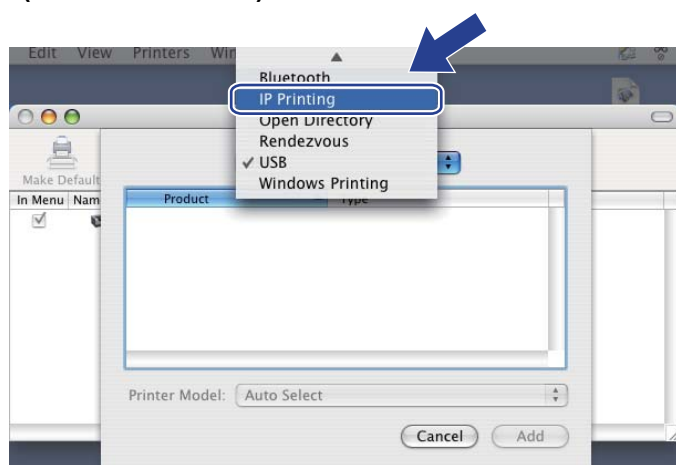 Edit View Printers
Bluetooth
IP Printing
Open Directory
Rendezvous
✓ USB
Windows Printing
Make Default
In Menu Nam
Product Type
Printer Model: Auto Select
Cancel Add